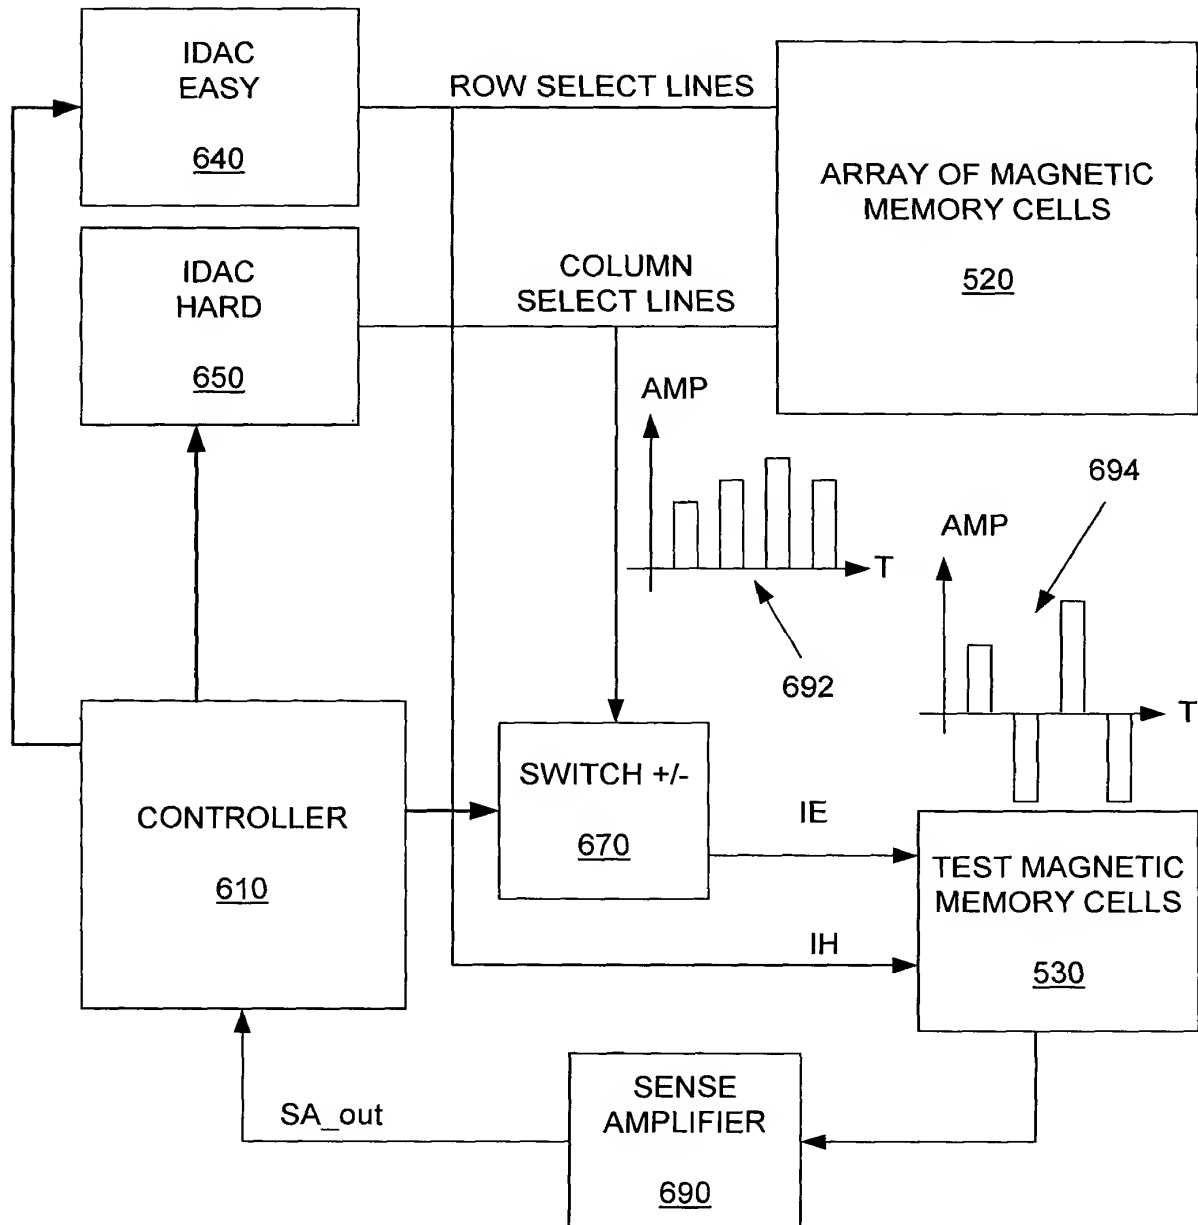 IDAC
EASY
640
ROW SELECT LINES
ARRAY OF MAGNETIC
MEMORY CELLS
520
IDAC
HARD
650
COLUMN
SELECT LINES
AMP
T
692
694
AMP
T
CONTROLLER
610
SWITCH +/-
670
IE
IH
TEST MAGNETIC
MEMORY CELLS
530
SENSE
AMPLIFIER
690
SA_out